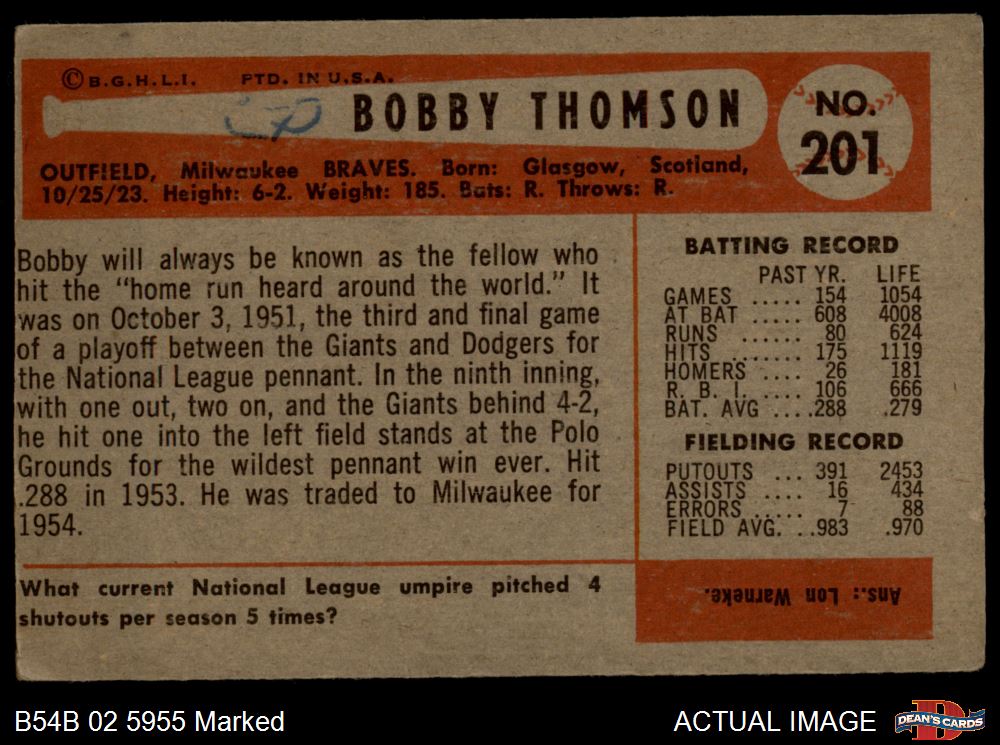 ©B.G.H.L.I. PTD. IN U.S.A.
BOBBY THOMSON
NO.
201
OUTFIELD, Milwaukee BRAVES. Born: Glasgow, Scotland,
10/25/23. Height: 6-2. Weight: 185. Bats: R. Throws: R.
Bobby will always be known as the fellow who
hit the "home run heard around the world." It
was on October 3, 1951, the third and final game
of a playoff between the Giants and Dodgers for
the National League pennant. In the ninth inning,
with one out, two on, and the Giants behind 4-2,
he hit one into the left field stands at the Polo
Grounds for the wildest pennant win ever. Hit
.288 in 1953. He was traded to Milwaukee for
1954.
BATTING RECORD
PAST YR. LIFE
GAMES ..... 154 1054
AT BAT ..... 608 4008
RUNS ...... 80 624
HITS ....... 175 1119
HOMERS .... 26 181
R. B. I. .... 106 666
BAT. AVG ....288 .279
FIELDING RECORD
PUTOUTS ... 391 2453
ASSISTS .... 16 434
ERRORS ..... 7 88
FIELD AVG. ..983 .970
What current National League umpire pitched 4
shutouts per season 5 times?
Ans.: Lon Warneke.
B54B 02 5955 Marked
ACTUAL IMAGE
DEAN'S CARDS